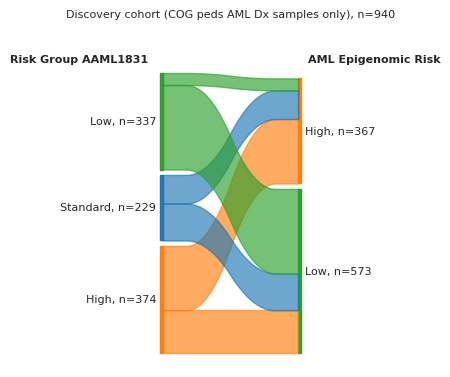 Discovery cohort (COG peds AML Dx samples only), n=940
Risk Group AAML1831
AML Epigenomic Risk
Low, n=337
High, n=367
Standard, n=229
Low, n=573
High, n=374